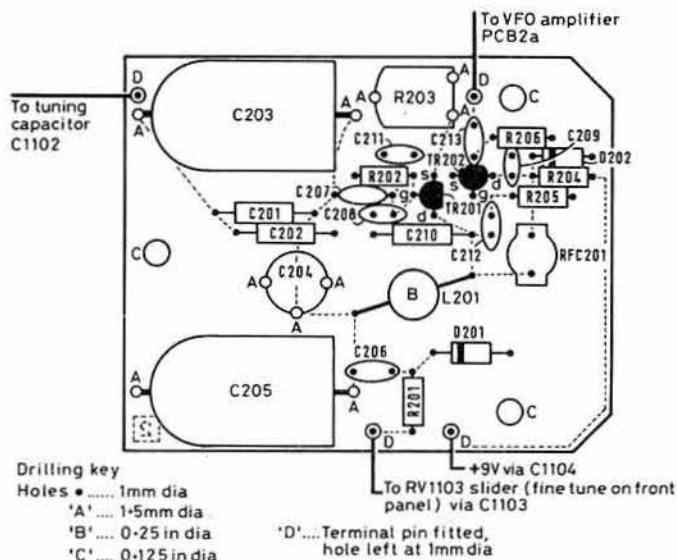 To VFO amplifier
PCB2a
D
A
D
To tuning
capacitor
C1102
A
C203
A
A
R203
A
C
C211
C213
R206
C209
TR202
D202
R202
s
s
d
R204
C207
g
g
R205
TR201
C201
C208
d
C202
C210
C212
RFC201
C
C204
A
A
B
L201
A
D201
C206
A
C205
A
R201
C
D
D
Drilling key
+9V via C1104
Holes • ..... 1mm dia
To RV1103 slider (fine tune on front
panel) via C1103
'A' .... 1·5mm dia
'B' .... 0·25 in dia
'D'....Terminal pin fitted,
hole left at 1mm dia
'C' .... 0·125 in dia